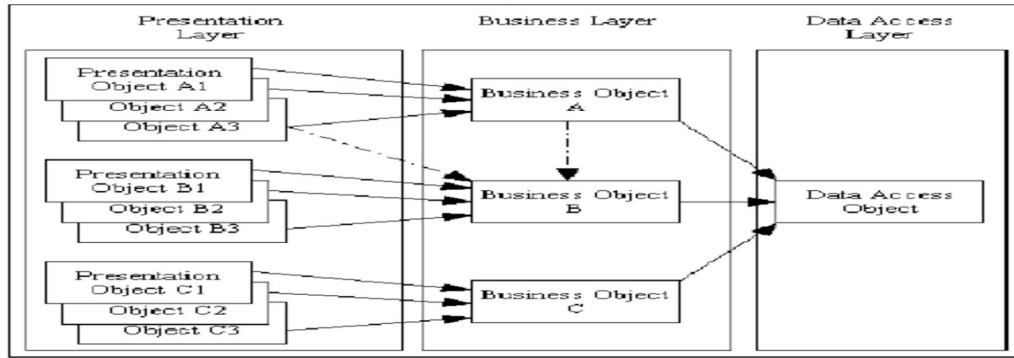 Presentation
Layer
Business Layer
Data Access
Layer
Presentation
Object A1
Object A2
Object A3
Business Object
A
Presentation
Object B1
Object B2
Object B3
Business Object
B
Data Access
Object
Presentation
Object C1
Object C2
Object C3
Business Object
C